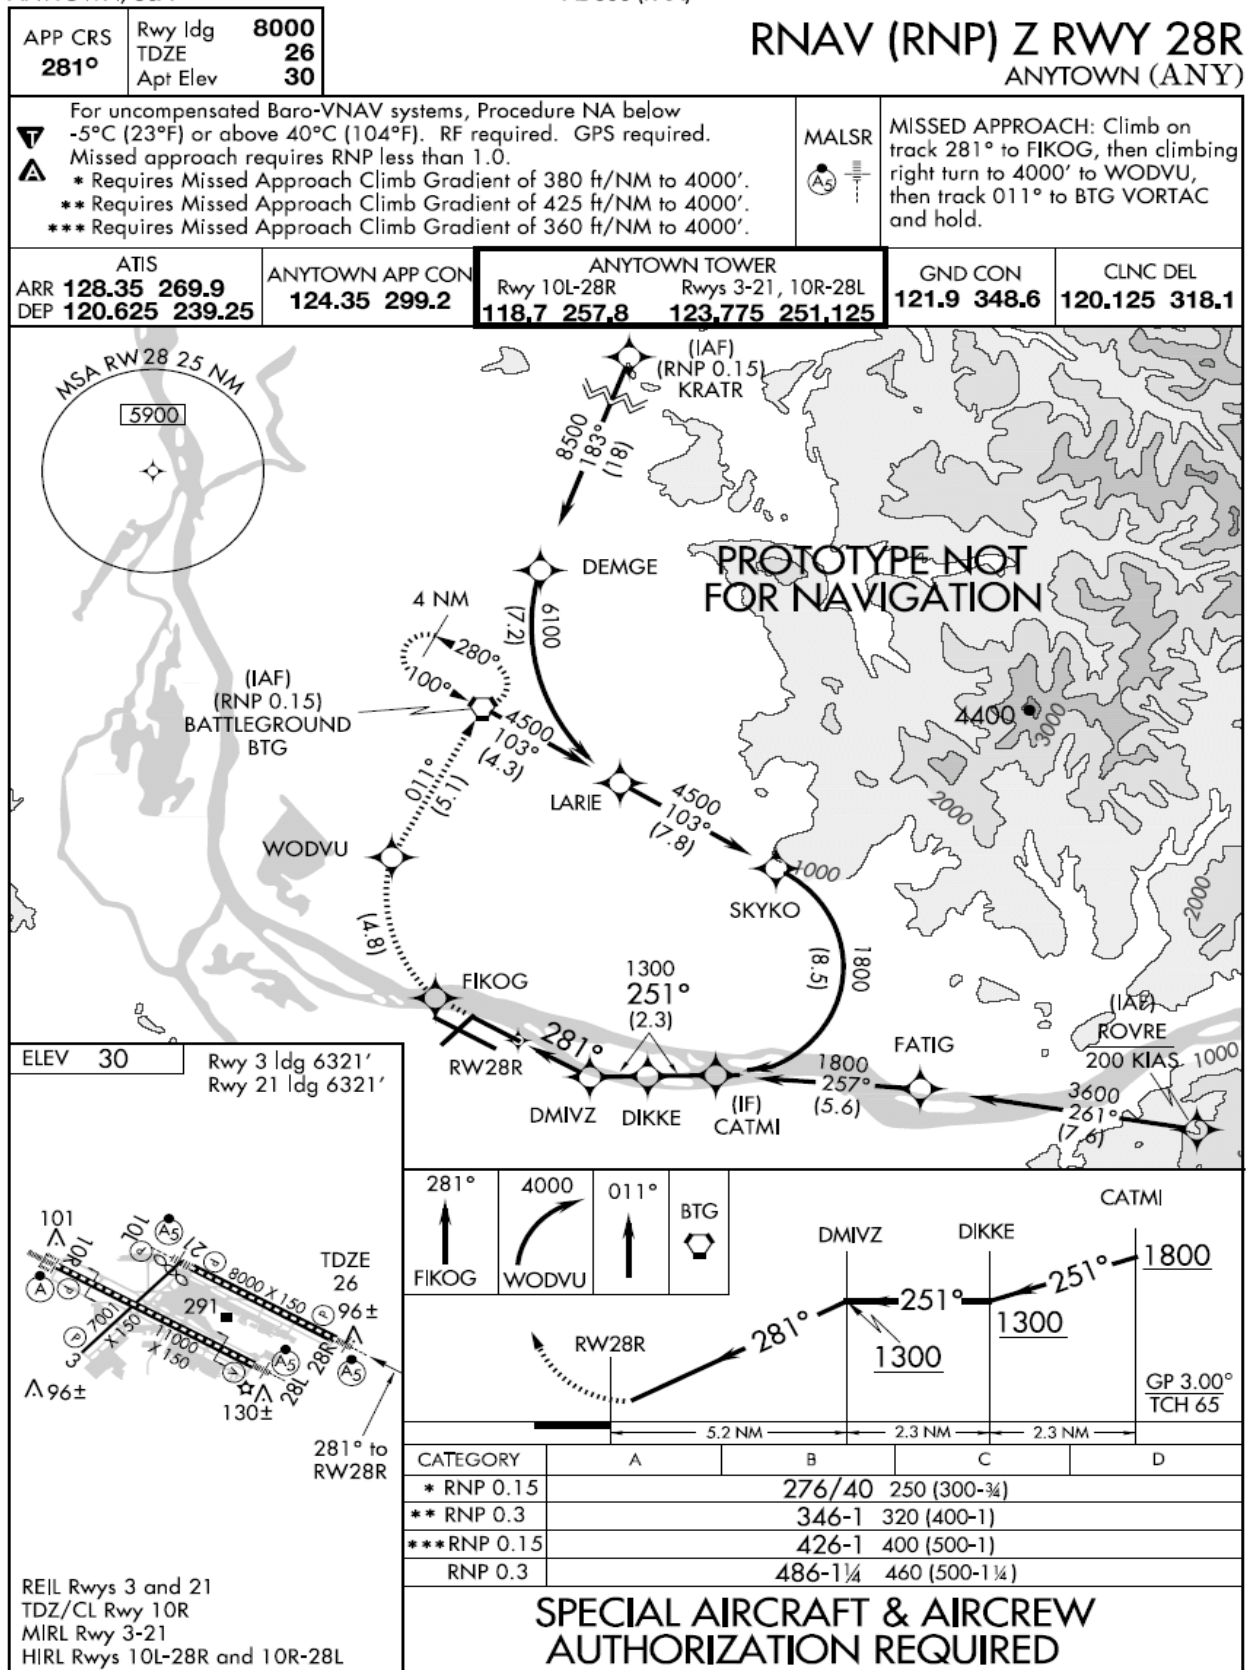 RNAV (RNP) Z RWY 28R
ANYTOWN (ANY)
APP CRS
281°
Rwy ldg 8000
TDZE 26
Apt Elev 30
For uncompensated Baro-VNAV systems, Procedure NA below
-5°C (23°F) or above 40°C (104°F). RF required. GPS required.
Missed approach requires RNP less than 1.0.
* Requires Missed Approach Climb Gradient of 380 ft/NM to 4000'.
** Requires Missed Approach Climb Gradient of 425 ft/NM to 4000'.
*** Requires Missed Approach Climb Gradient of 360 ft/NM to 4000'.
T
A
MALSR
A5
MISSED APPROACH: Climb on
track 281° to FIKOG, then climbing
right turn to 4000' to WODVU,
then track 011° to BTG VORTAC
and hold.
ATIS
ARR 128.35 269.9
DEP 120.625 239.25
ANYTOWN APP CON
124.35 299.2
ANYTOWN TOWER
Rwy 10L-28R Rwys 3-21, 10R-28L
118.7 257.8 123.775 251.125
GND CON
121.9 348.6
CLNC DEL
120.125 318.1
MSA RW 28 25 NM
5900
(IAF)
(RNP 0.15)
KRATR
8500
183°
(18)
DEMGE
PROTOTYPE NOT
FOR NAVIGATION
6100
(7.2)
4 NM
280°
100°
(IAF)
(RNP 0.15)
BATTLEGROUND
BTG
4500
103°
(4.3)
4400
3000
2000
LARIE
4500
103°
(7.8)
011°
(5.1)
WODVU
1000
SKYKO
2000
(4.8)
1800
(8.5)
FIKOG
1300
251°
(2.3)
281°
RW28R
DMIVZ
DIKKE
(IF)
CATMI
1800
257°
(5.6)
FATIG
(IAF)
ROVRE
200 KIAS
1000
3600
261°
(7.6)
ELEV 30
Rwy 3 ldg 6321'
Rwy 21 ldg 6321'
101
10R
10L
A5
21
P
P
A
P
8000 X 150
TDZE
26
P
96±
291
7001
X 150
11000
X 150
P
3
V
A5
28R
28L
A5
96±
130±
281° to
RW28R
REIL Rwys 3 and 21
TDZ/CL Rwy 10R
MIRL Rwy 3-21
HIRL Rwys 10L-28R and 10R-28L
281°
FIKOG
4000
WODVU
011°
BTG
CATMI
DMIVZ
DIKKE
1800
251°
251°
1300
281°
1300
RW28R
GP 3.00°
TCH 65
5.2 NM
2.3 NM
2.3 NM
CATEGORY A B C D
* RNP 0.15 276/40 250 (300-¾)
** RNP 0.3 346-1 320 (400-1)
*** RNP 0.15 426-1 400 (500-1)
RNP 0.3 486-1¼ 460 (500-1¼)
SPECIAL AIRCRAFT & AIRCREW
AUTHORIZATION REQUIRED